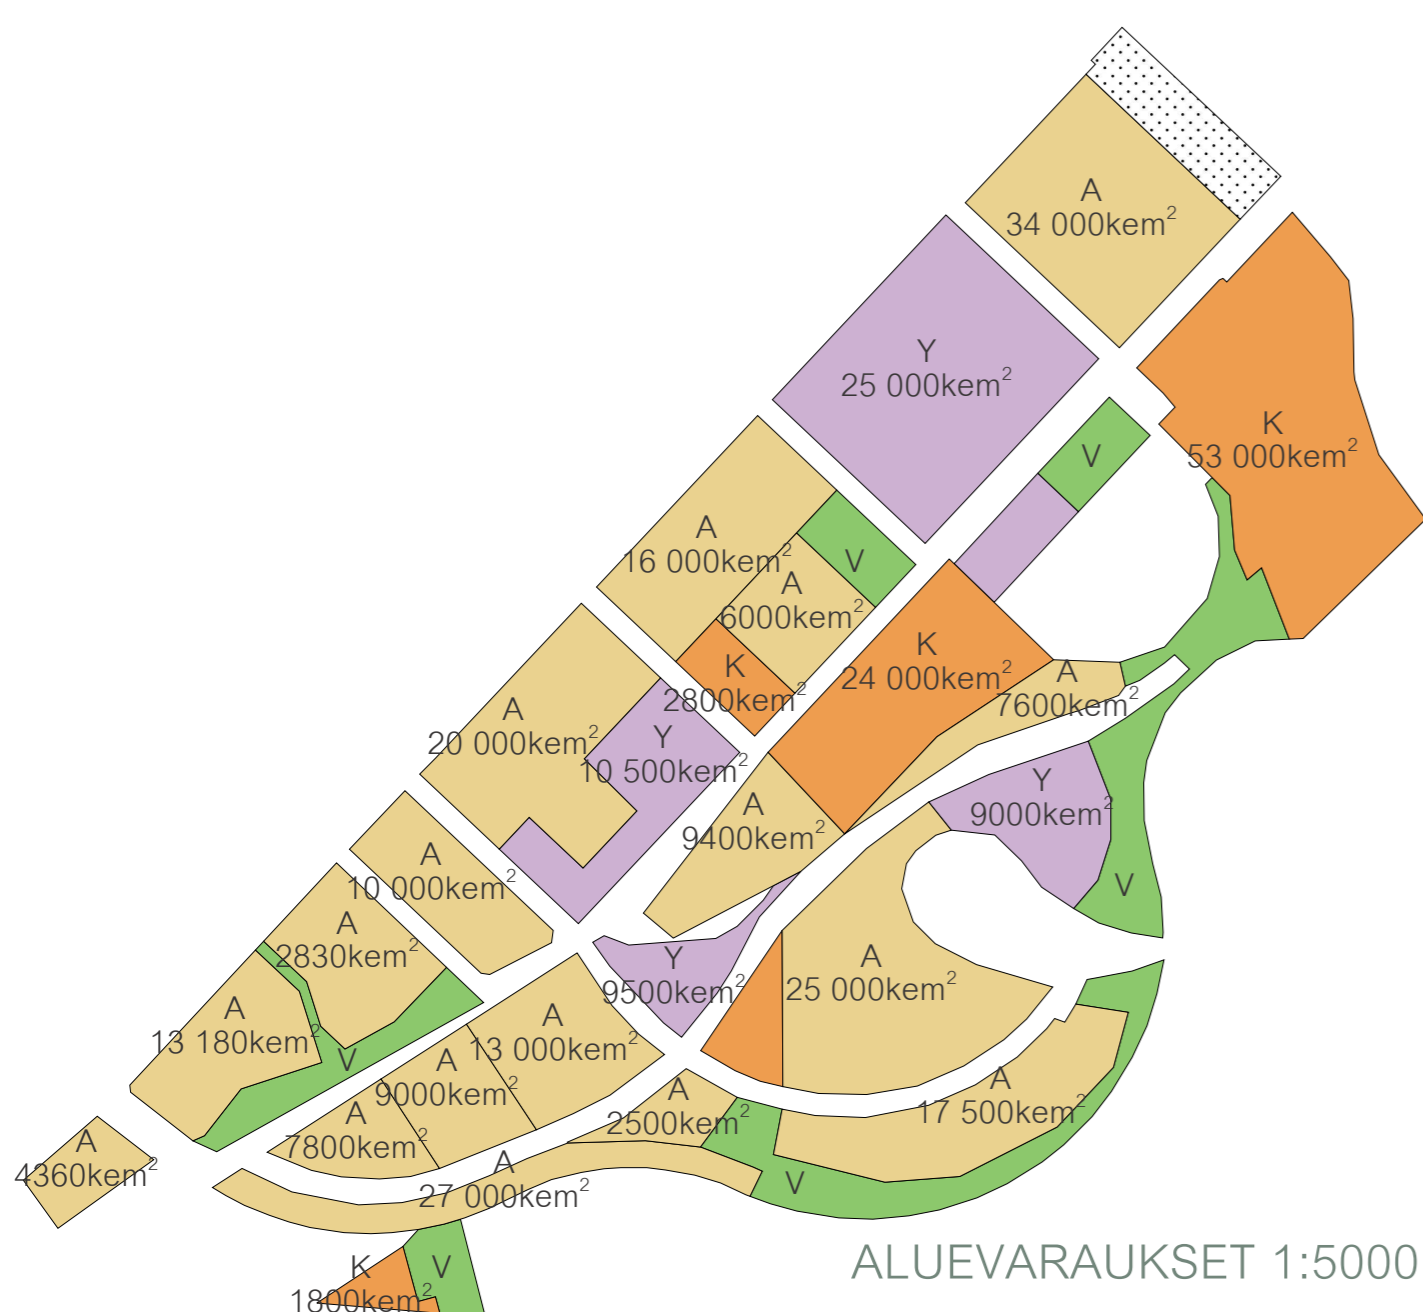 A
34 000kem²
Y
25 000kem²
K
53 000kem²
V
A
16 000kem²
V
A
6000kem²
K
2800kem²
K
24 000kem²
A
7600kem²
A
20 000kem²
Y
10 500kem²
Y
9000kem²
A
9400kem²
V
A
10 000kem²
A
2830kem²
Y
9500kem²
A
25 000kem²
A
13 180kem²
V
A
13 000kem²
A
9000kem²
A
7800kem²
A
2500kem²
A
17 500kem²
A
4360kem²
A
27 000kem²
V
K
1800kem²
V
ALUEVARAUKSET 1:5000